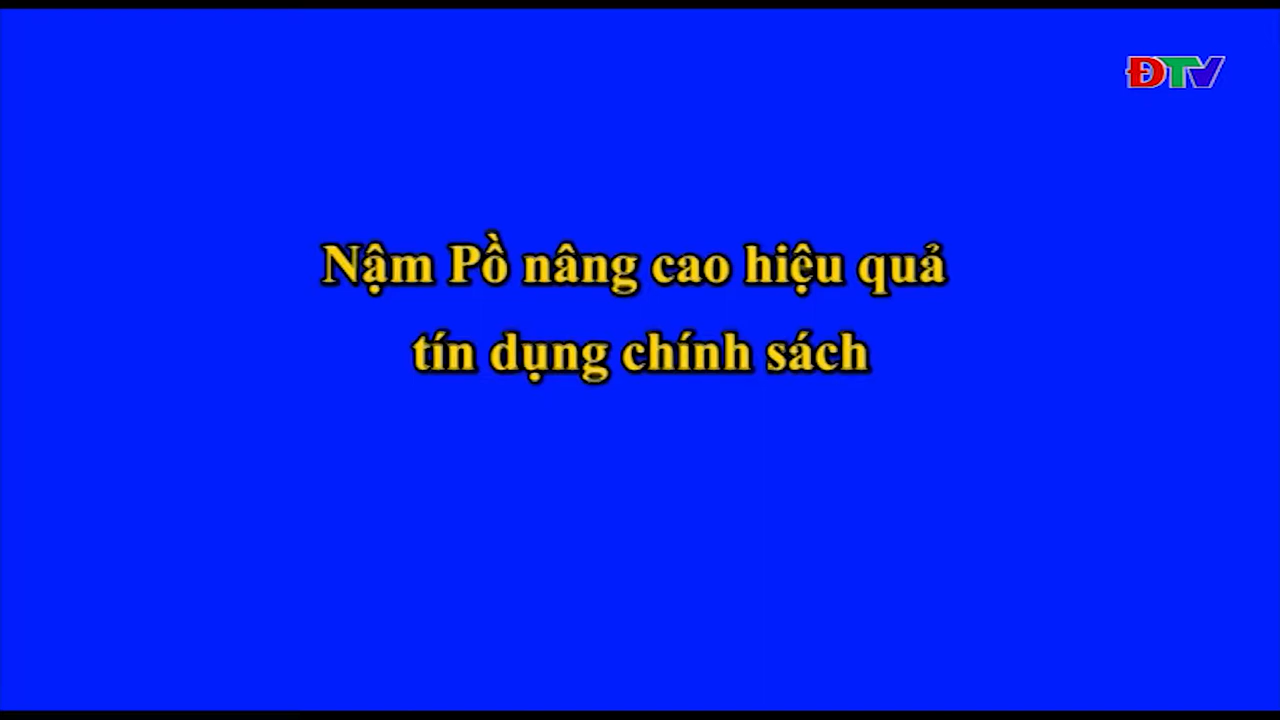 ĐTV
Nậm Pồ nâng cao hiệu quả
tín dụng chính sách